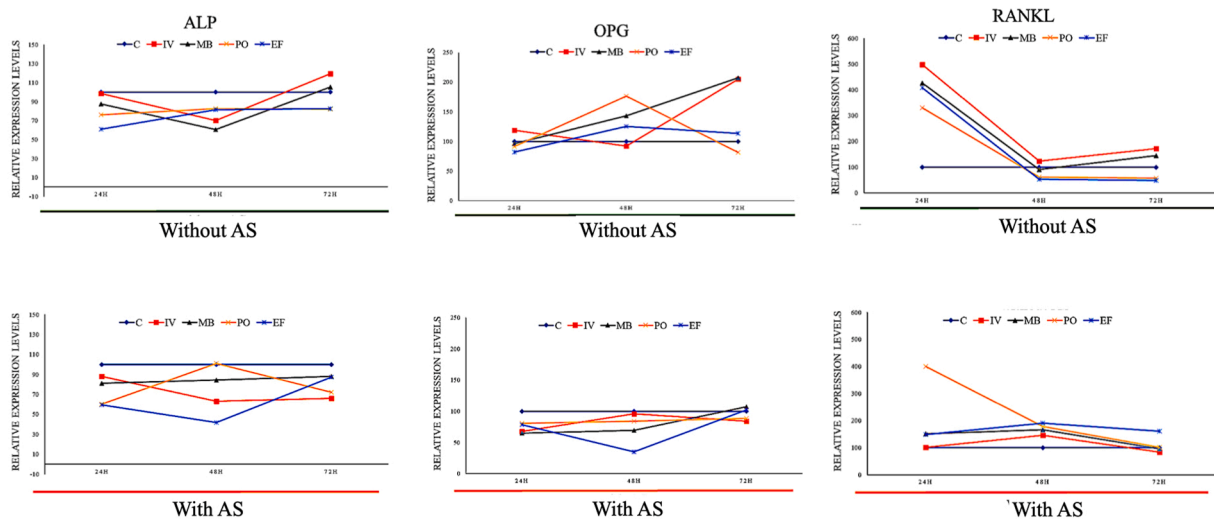 ALP
C IV MB PO EF
RELATIVE EXPRESSION LEVELS
150
130
110
90
70
50
30
10
-10
24H 48H 72H
Without AS
OPG
C IV MB PO EF
RELATIVE EXPRESSION LEVELS
250
200
150
100
50
0
24H 48H 72H
Without AS
RANKL
C IV MB PO EF
RELATIVE EXPRESSION LEVELS
600
500
400
300
200
100
0
24H 48H 72H
Without AS
C IV MB PO EF
RELATIVE EXPRESSION LEVELS
150
130
110
90
70
50
30
10
-10
24H 48H 72H
With AS
C IV MB PO EF
RELATIVE EXPRESSION LEVELS
250
200
150
100
50
0
24H 48H 72H
With AS
C IV MB PO EF
RELATIVE EXPRESSION LEVELS
600
500
400
300
200
100
0
24H 48H 72H
With AS